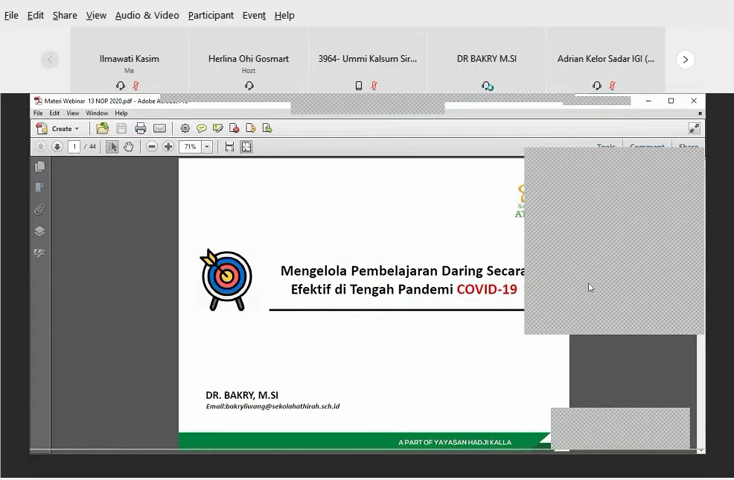 File Edit Share View Audio & Video Participant Event Help
Ilmawati Kasim
Me
Herlina Ohi Gosmart
Host
3964- Ummi Kalsum Sir...
DR BAKRY M.SI
Adrian Kelor Sadar IGI (...
Materi Webinar 13 NOP 2020.pdf - Adobe
File Edit View Window Help
Create
1 / 44
71%
Tools Comment Share
Mengelola Pembelajaran Daring Secara
Efektif di Tengah Pandemi COVID-19
DR. BAKRY, M.SI
Email:bakryliwang@sekolahathirah.sch.id
A PART OF YAYASAN HADJI KALLA